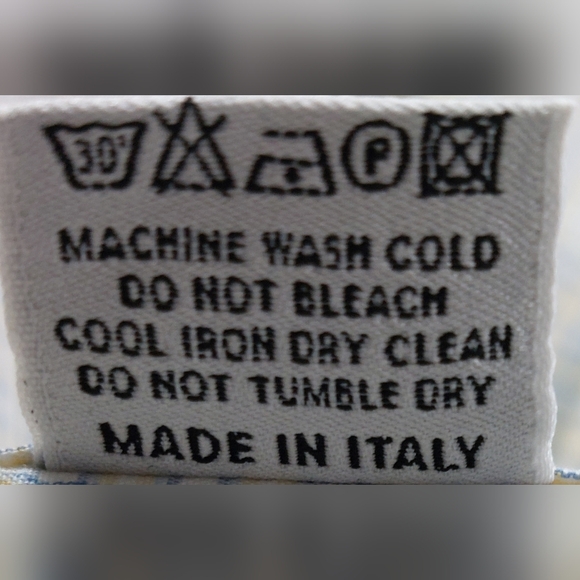 30° P
MACHINE WASH COLD
DO NOT BLEACH
COOL IRON DRY CLEAN
DO NOT TUMBLE DRY
MADE IN ITALY